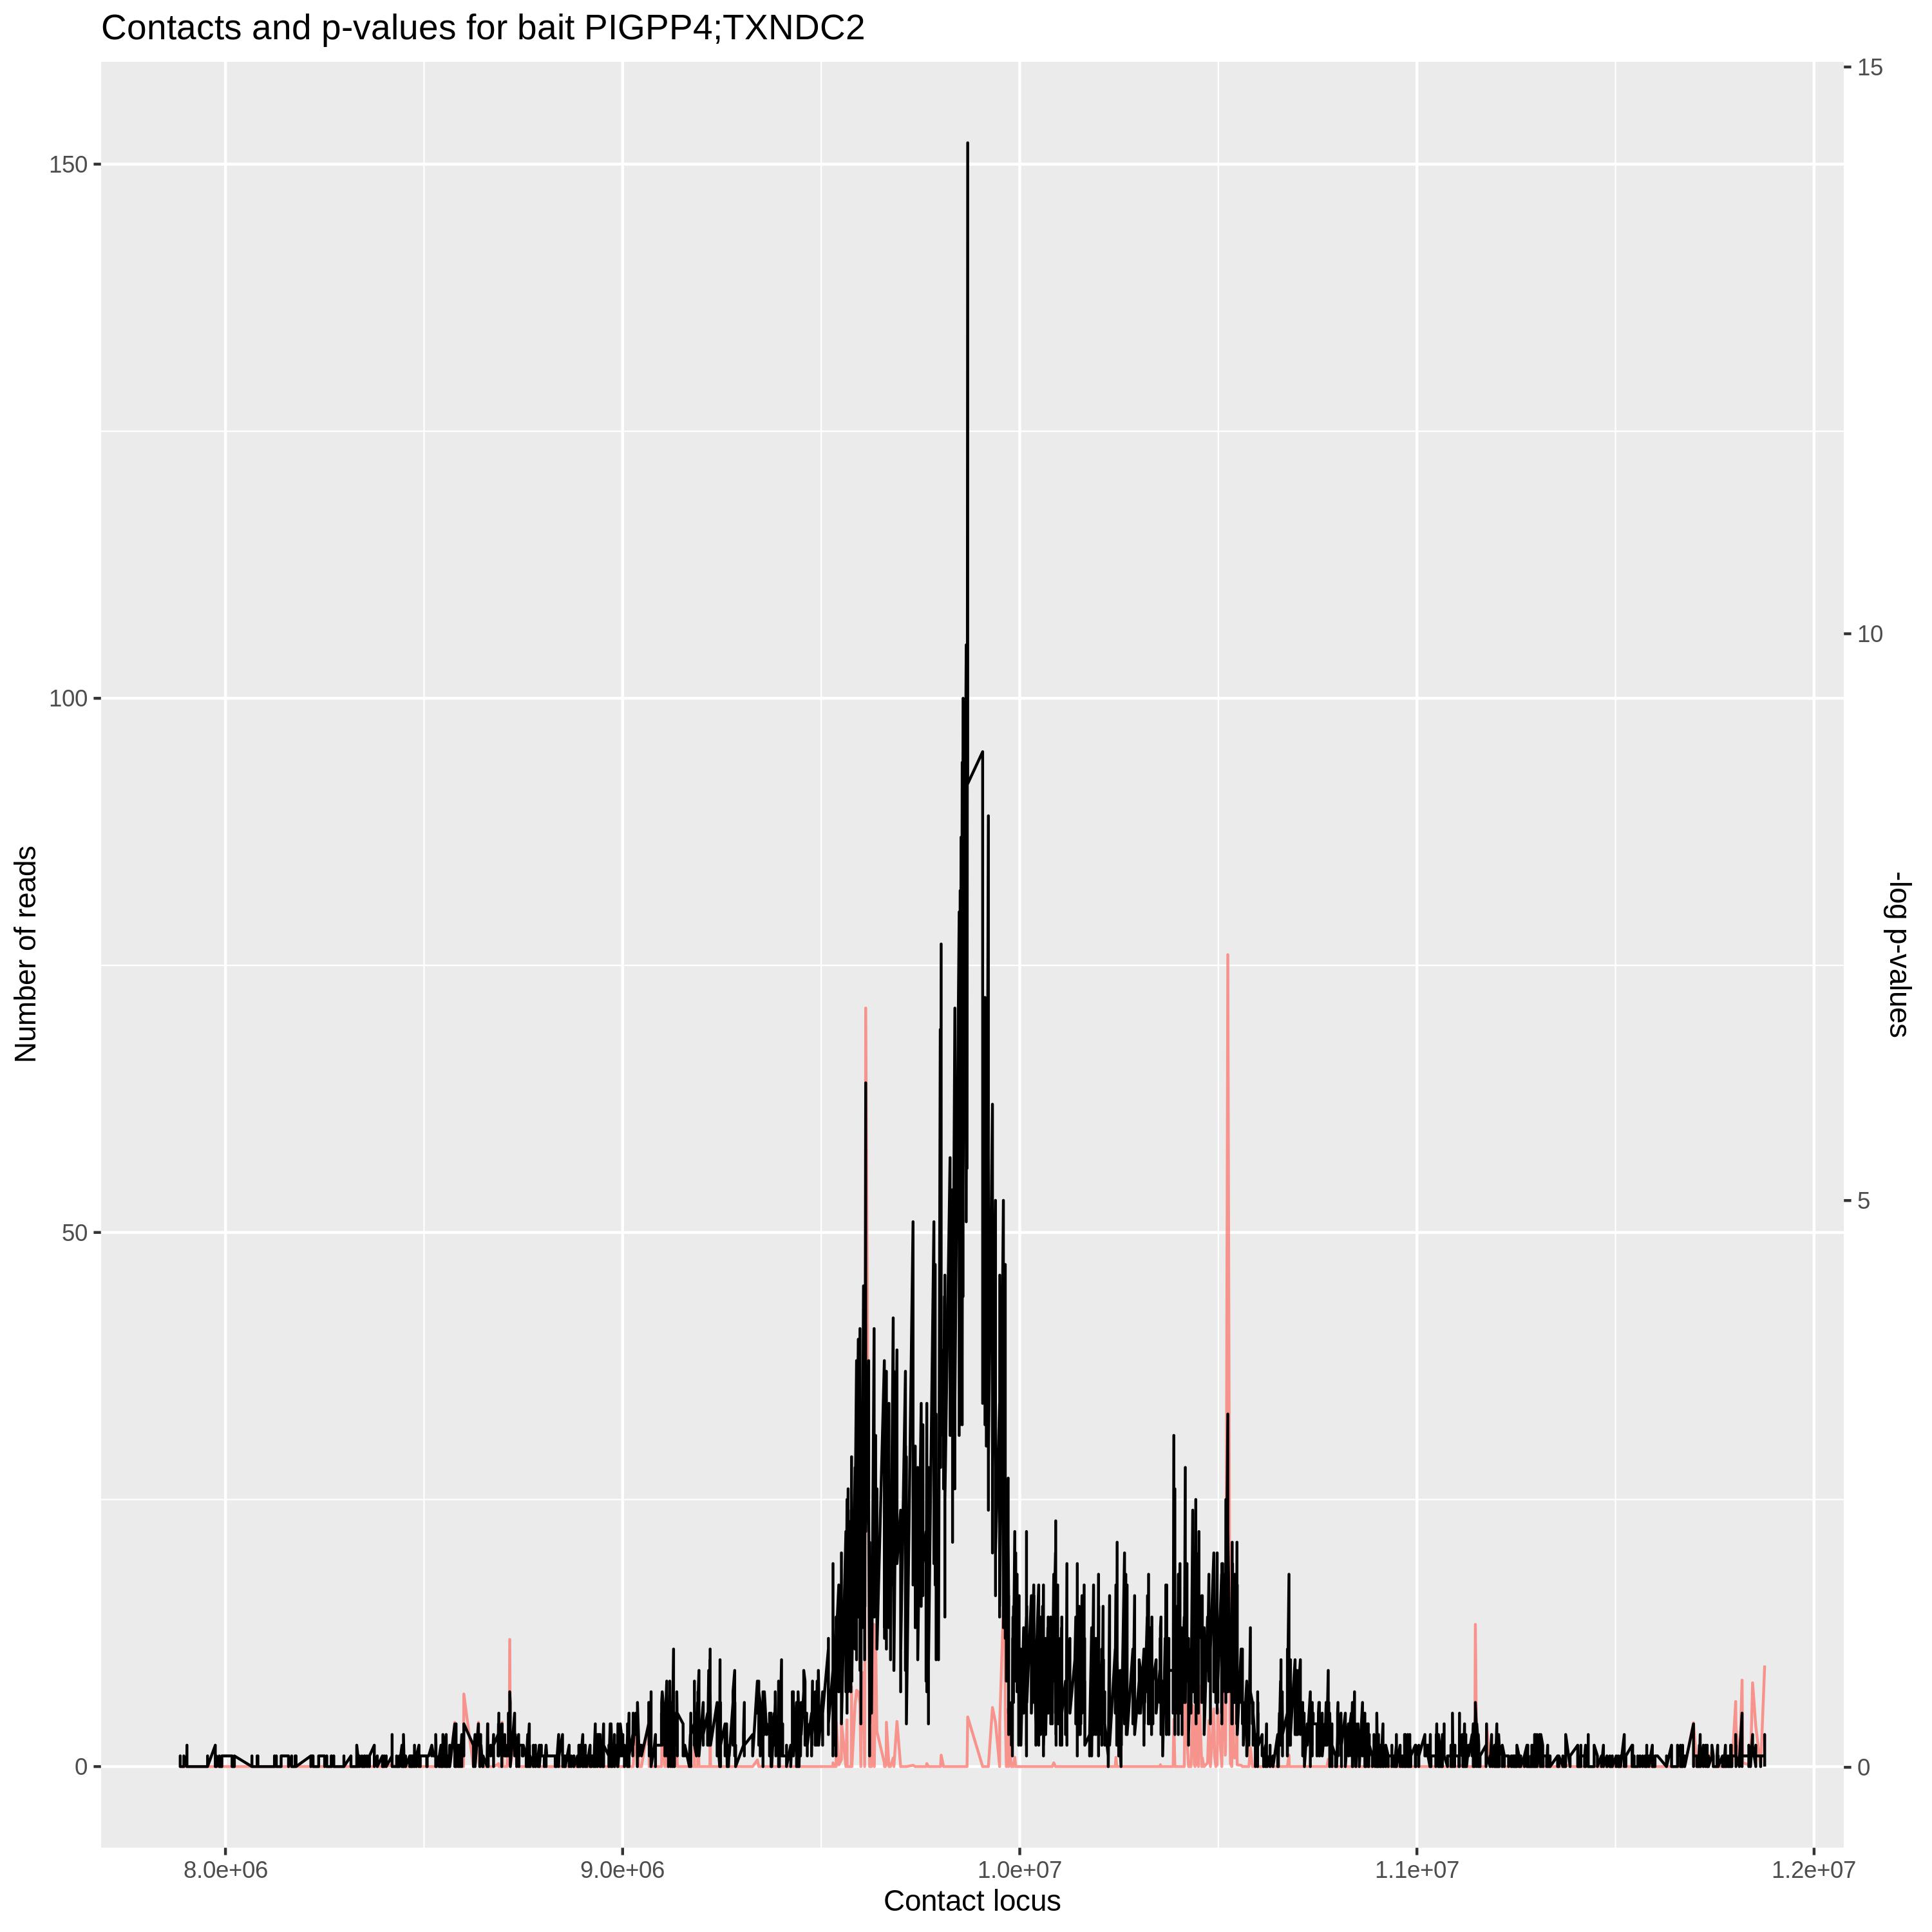 Contacts and p-values for bait PIGPP4;TXNDC2
15
150
10
100
Number of reads
-log p-values
5
50
0
0
8.0e+06
9.0e+06
1.0e+07
1.1e+07
1.2e+07
Contact locus